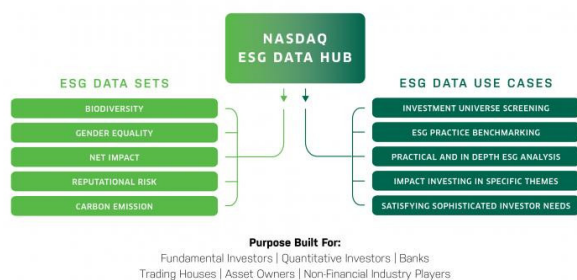 NASDAQ
ESG DATA HUB
ESG DATA SETS
BIODIVERSITY
GENDER EQUALITY
NET IMPACT
REPUTATIONAL RISK
CARBON EMISSION
ESG DATA USE CASES
INVESTMENT UNIVERSE SCREENING
ESG PRACTICE BENCHMARKING
PRACTICAL AND IN DEPTH ESG ANALYSIS
IMPACT INVESTING IN SPECIFIC THEMES
SATISFYING SOPHISTICATED INVESTOR NEEDS
Purpose Built For:
Fundamental Investors | Quantitative Investors | Banks
Trading Houses | Asset Owners | Non-Financial Industry Players